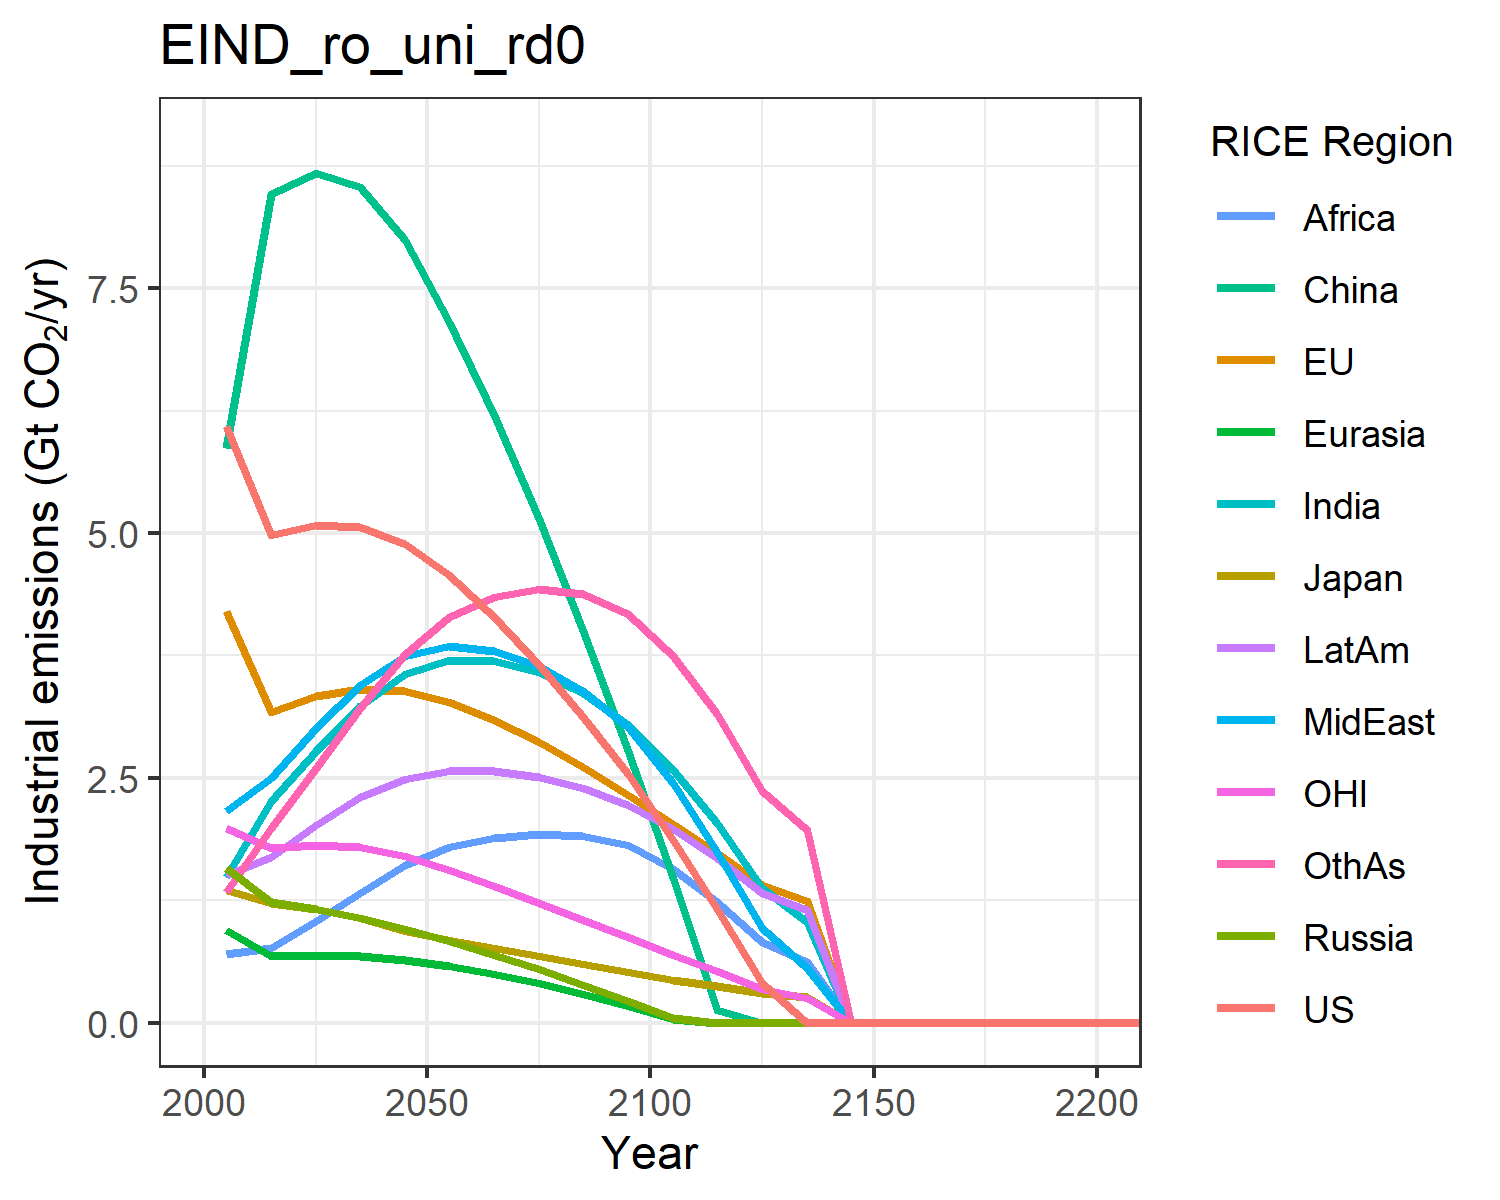 EIND_ro_uni_rd0
Industrial emissions (Gt CO₂/yr)
7.5
5.0
2.5
0.0
2000 2050 2100 2150 2200
Year
RICE Region
Africa
China
EU
Eurasia
India
Japan
LatAm
MidEast
OHI
OthAs
Russia
US